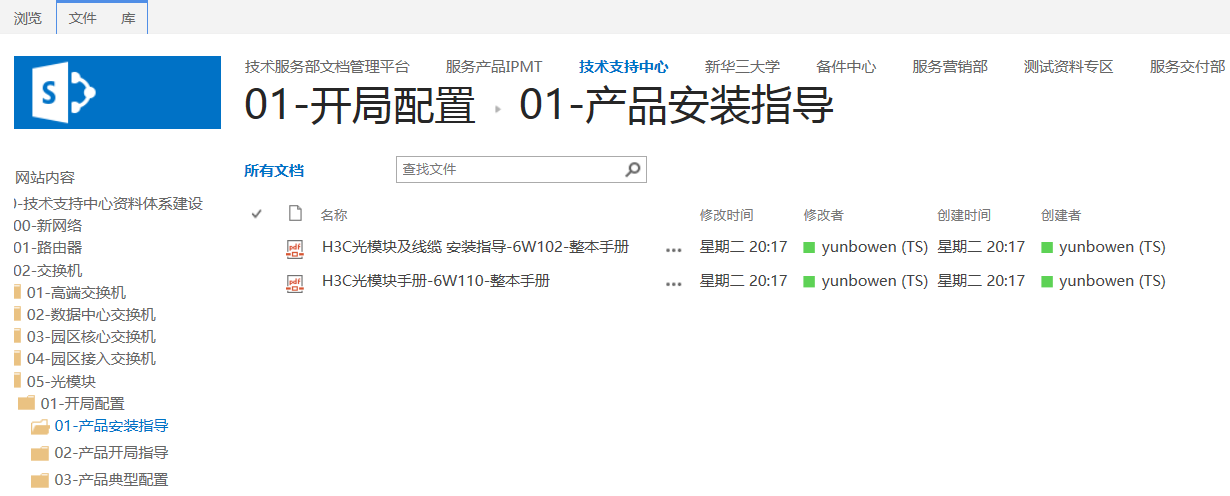 浏览 文件 库
技术服务部文档管理平台 服务产品IPMT 技术支持中心 新华三大学 备件中心 服务营销部 测试资料专区 服务交付部
01-开局配置 ▸ 01-产品安装指导
所有文档 查找文件
名称 修改时间 修改者 创建时间 创建者
H3C光模块及线缆 安装指导-6W102-整本手册 ... 星期二 20:17 yunbowen (TS) 星期二 20:17 yunbowen (TS)
H3C光模块手册-6W110-整本手册 ... 星期二 20:17 yunbowen (TS) 星期二 20:17 yunbowen (TS)
网站内容
-技术支持中心资料体系建设
00-新网络
01-路由器
02-交换机
01-高端交换机
02-数据中心交换机
03-园区核心交换机
04-园区接入交换机
05-光模块
01-开局配置
01-产品安装指导
02-产品开局指导
03-产品典型配置